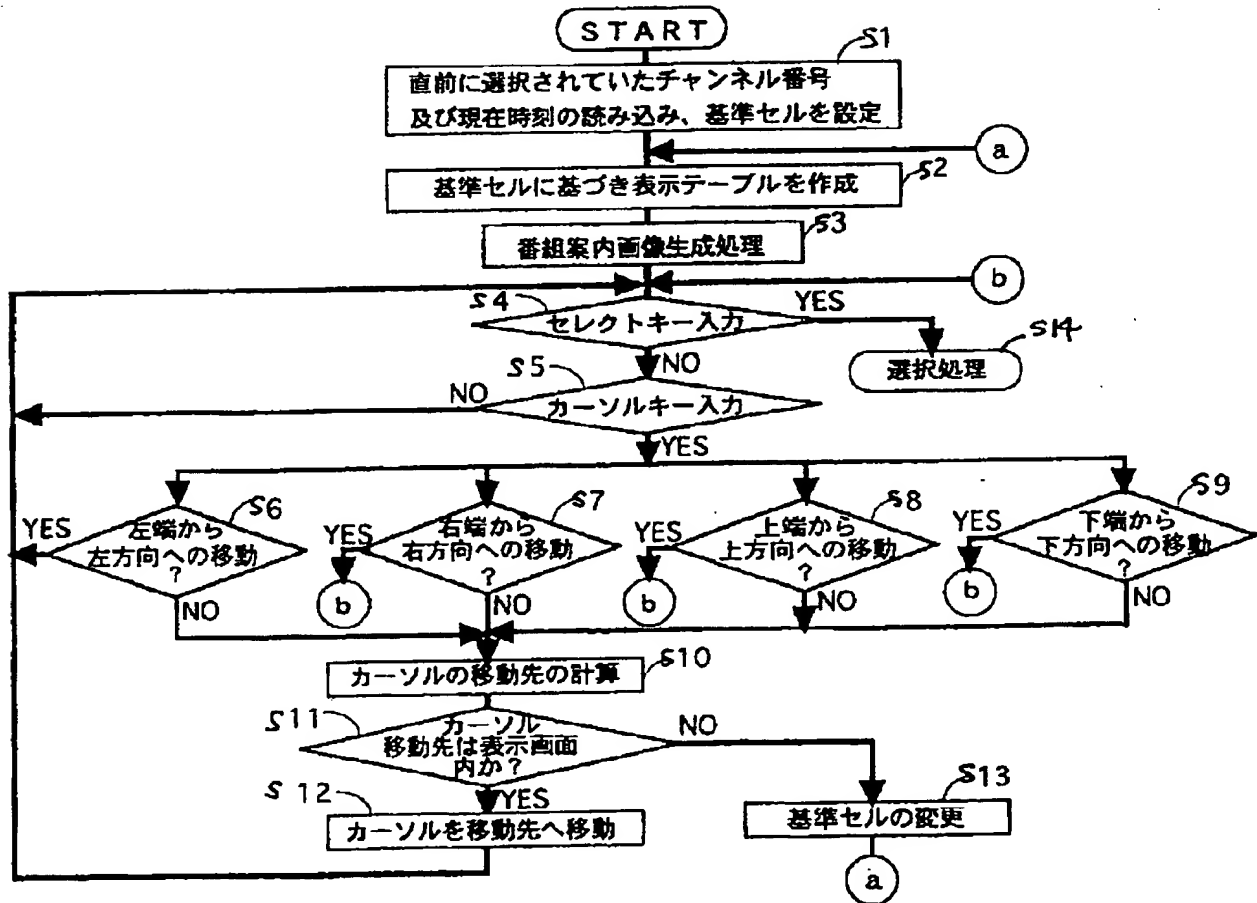 START
S1
直前に選択されていたチャンネル番号
及び現在時刻の読み込み、基準セルを設定
a
S2
基準セルに基づき表示テーブルを作成
S3
番組案内画像生成処理
b
S4
セレクトキー入力
YES
S14
選択処理
NO
S5
カーソルキー入力
NO
YES
S6
左端から
左方向への移動
?
YES
NO
S7
右端から
右方向への移動
?
YES
b
NO
S8
上端から
上方向への移動
?
YES
b
NO
S9
下端から
下方向への移動
?
YES
b
NO
S10
カーソルの移動先の計算
S11
カーソル
移動先は表示画面
内か?
NO
YES
S12
カーソルを移動先へ移動
S13
基準セルの変更
a